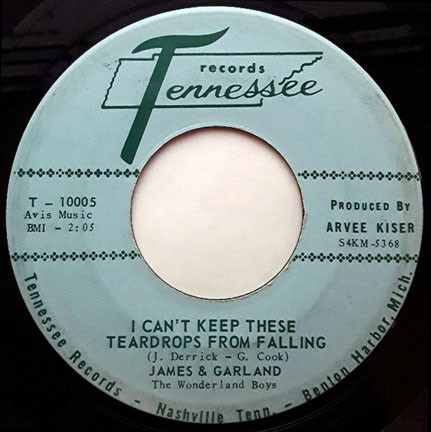 records
Tennessee
T - 10005
Avis Music
BMI - 2:05
PRODUCED BY
ARVEE KISER
S4KM-5368
I CAN'T KEEP THESE
TEARDROPS FROM FALLING
(J. Derrick - G. Cook)
JAMES & GARLAND
The Wonderland Boys
Tennessee Records - Nashville Tenn. - Benton Harbor, Mich.